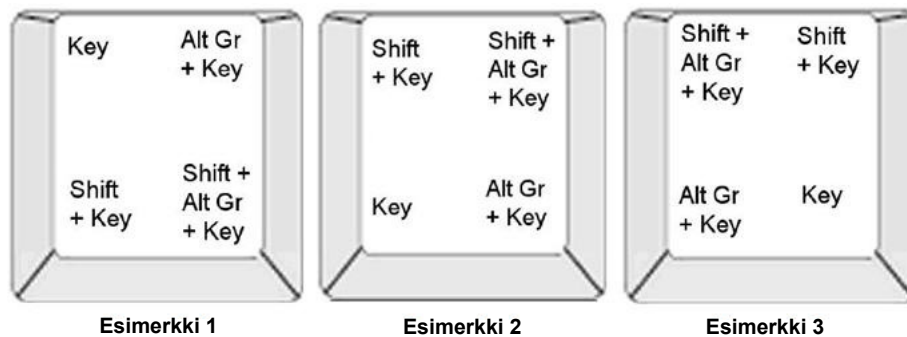 Key
Alt Gr
+ Key
Shift
+ Key
Shift +
Alt Gr
+ Key
Shift
+ Key
Shift +
Alt Gr
+ Key
Key
Alt Gr
+ Key
Shift +
Alt Gr
+ Key
Shift
+ Key
Alt Gr
+ Key
Key
Esimerkki 1
Esimerkki 2
Esimerkki 3